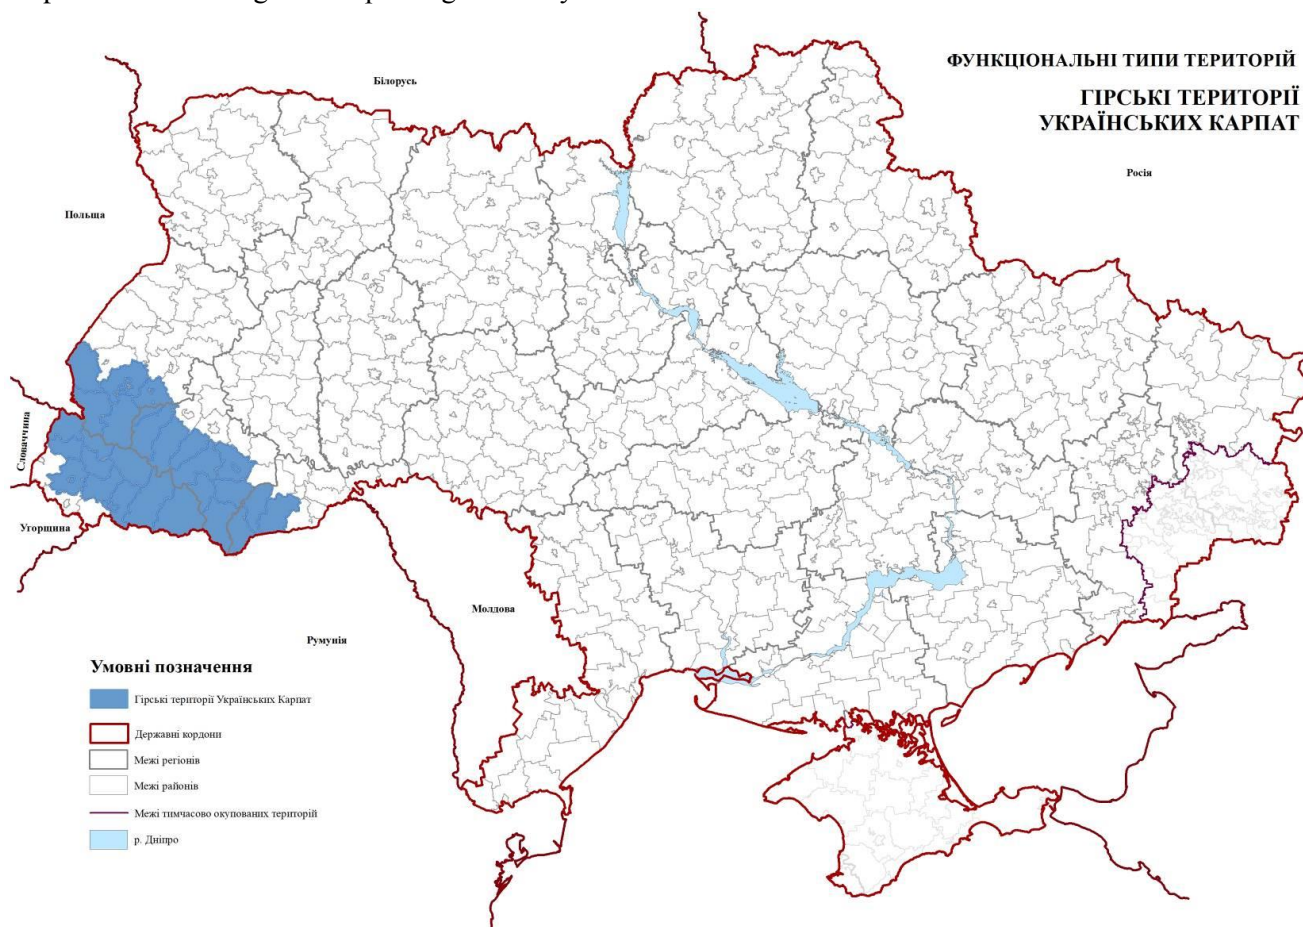 ФУНКЦІОНАЛЬНІ ТИПИ ТЕРИТОРІЙ
ГІРСЬКІ ТЕРИТОРІЇ
УКРАЇНСЬКИХ КАРПАТ
Білорусь
Росія
Польща
Словаччина
Угорщина
Молдова
Румунія
Умовні позначення
Гірські території Українських Карпат
Державні кордони
Межі регіонів
Межі районів
Межі тимчасово окупованих територій
р. Дніпро